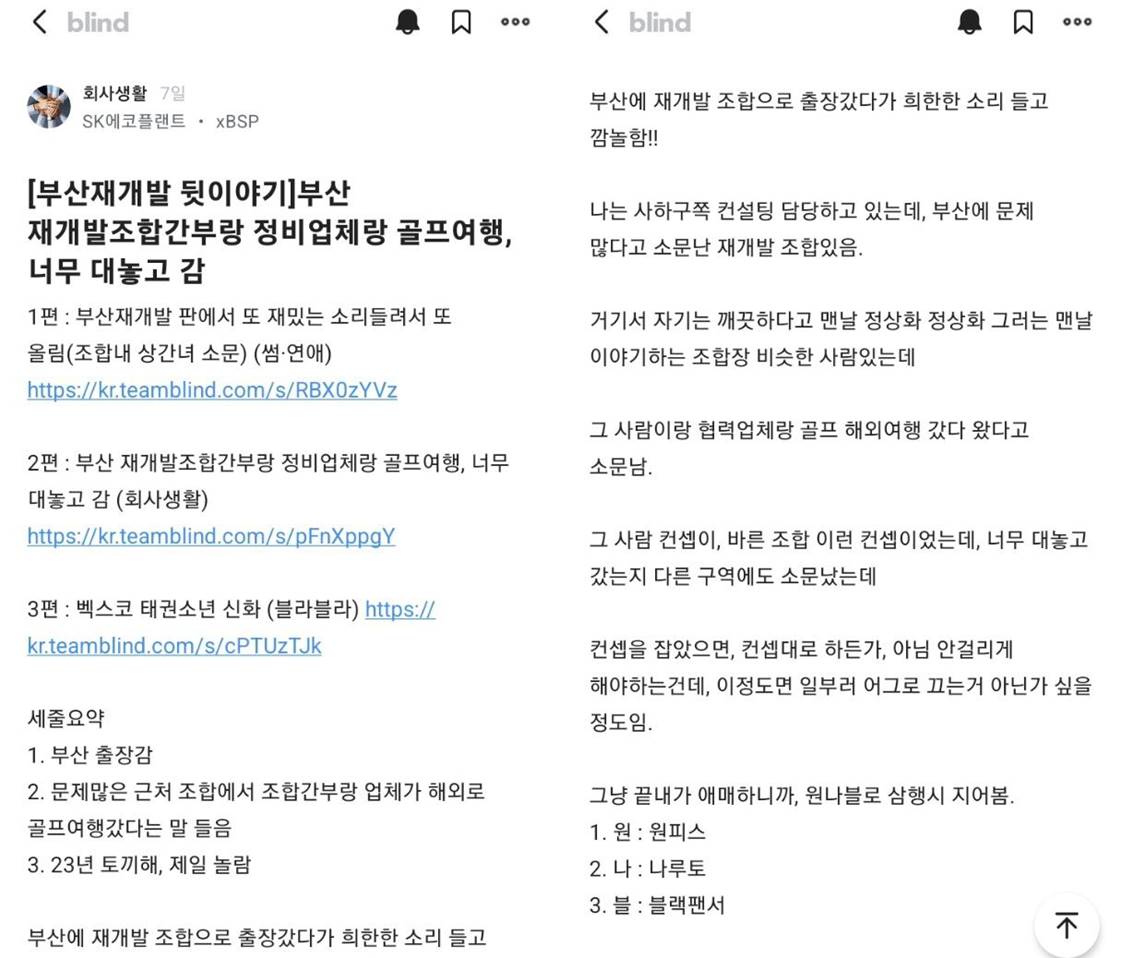 blind
회사생활 7일
SK에코플랜트 • xBSP
[부산재개발 뒷이야기]부산
재개발조합간부랑 정비업체랑 골프여행,
너무 대놓고 감
1편 : 부산재개발 판에서 또 재밌는 소리들려서 또
올림(조합내 상간녀 소문) (썸·연애)
https://kr.teamblind.com/s/RBX0zYVz
2편 : 부산 재개발조합간부랑 정비업체랑 골프여행, 너무
대놓고 감 (회사생활)
https://kr.teamblind.com/s/pFnXppgY
3편 : 벡스코 태권소년 신화 (블라블라) https://
kr.teamblind.com/s/cPTUzTJk
세줄요약
1. 부산 출장감
2. 문제많은 근처 조합에서 조합간부랑 업체가 해외로
골프여행갔다는 말 들음
3. 23년 토끼해, 제일 놀람
부산에 재개발 조합으로 출장갔다가 희한한 소리 들고
blind
부산에 재개발 조합으로 출장갔다가 희한한 소리 들고
깜놀함!!
나는 사하구쪽 컨설팅 담당하고 있는데, 부산에 문제
많다고 소문난 재개발 조합있음.
거기서 자기는 깨끗하다고 맨날 정상화 정상화 그러는 맨날
이야기하는 조합장 비슷한 사람있는데
그 사람이랑 협력업체랑 골프 해외여행 갔다 왔다고
소문남.
그 사람 컨셉이, 바른 조합 이런 컨셉이었는데, 너무 대놓고
갔는지 다른 구역에도 소문났는데
컨셉을 잡았으면, 컨셉대로 하든가, 아님 안걸리게
해야하는건데, 이정도면 일부러 어그로 끄는거 아닌가 싶을
정도임.
그냥 끝내가 애매하니까, 원나블로 삼행시 지어봄.
1. 원 : 원피스
2. 나 : 나루토
3. 블 : 블랙팬서